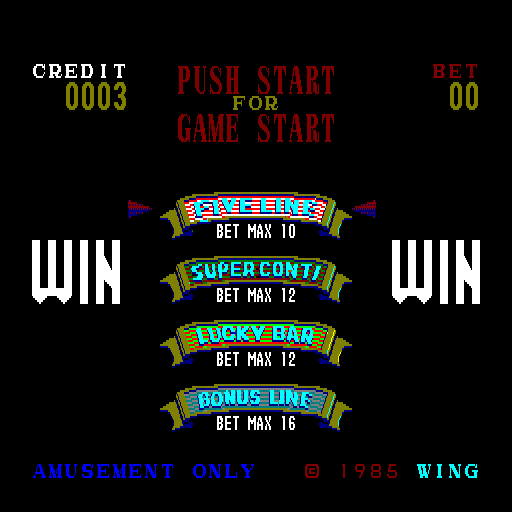 CREDIT
0003
PUSH START
FOR
GAME START
BET
00
FIVE LINE
BET MAX 10
WIN
WIN
SUPER CONTI
BET MAX 12
LUCKY BAR
BET MAX 12
BONUS LINE
BET MAX 16
AMUSEMENT ONLY
© 1985 WING